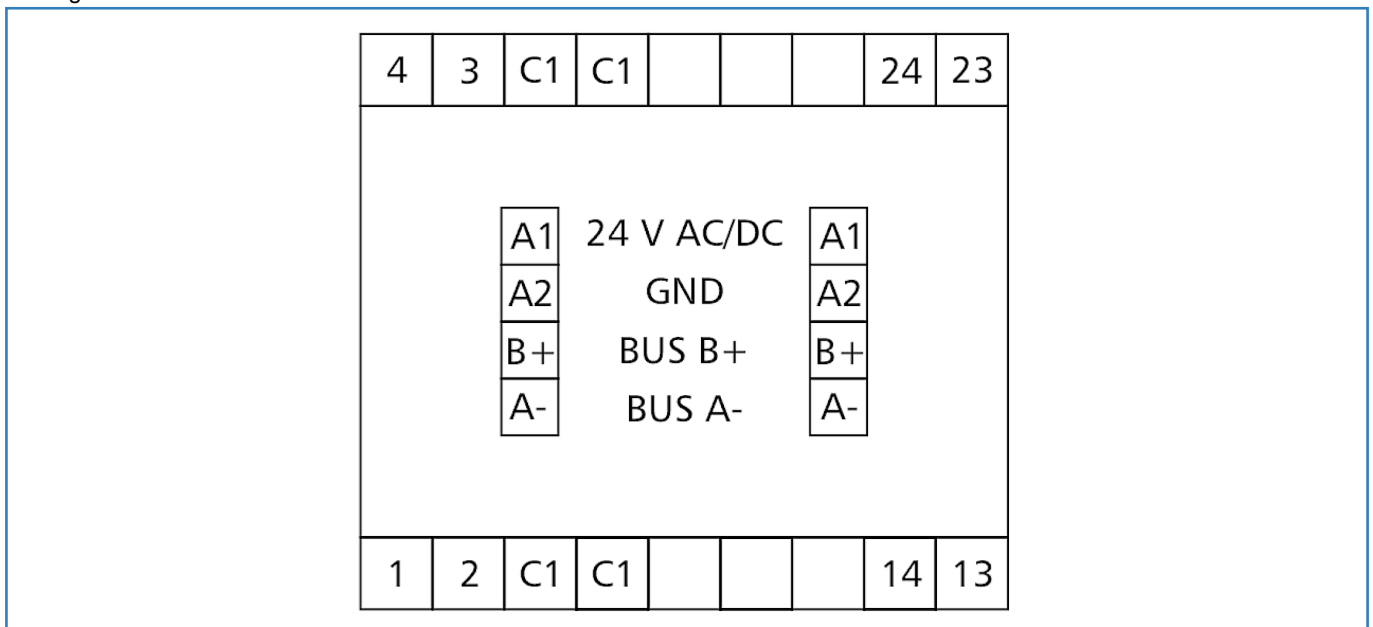 4 3 C1 C1 24 23
A1 24 V AC/DC A1
A2 GND A2
B+ BUS B+ B+
A- BUS A- A-
1 2 C1 C1 14 13